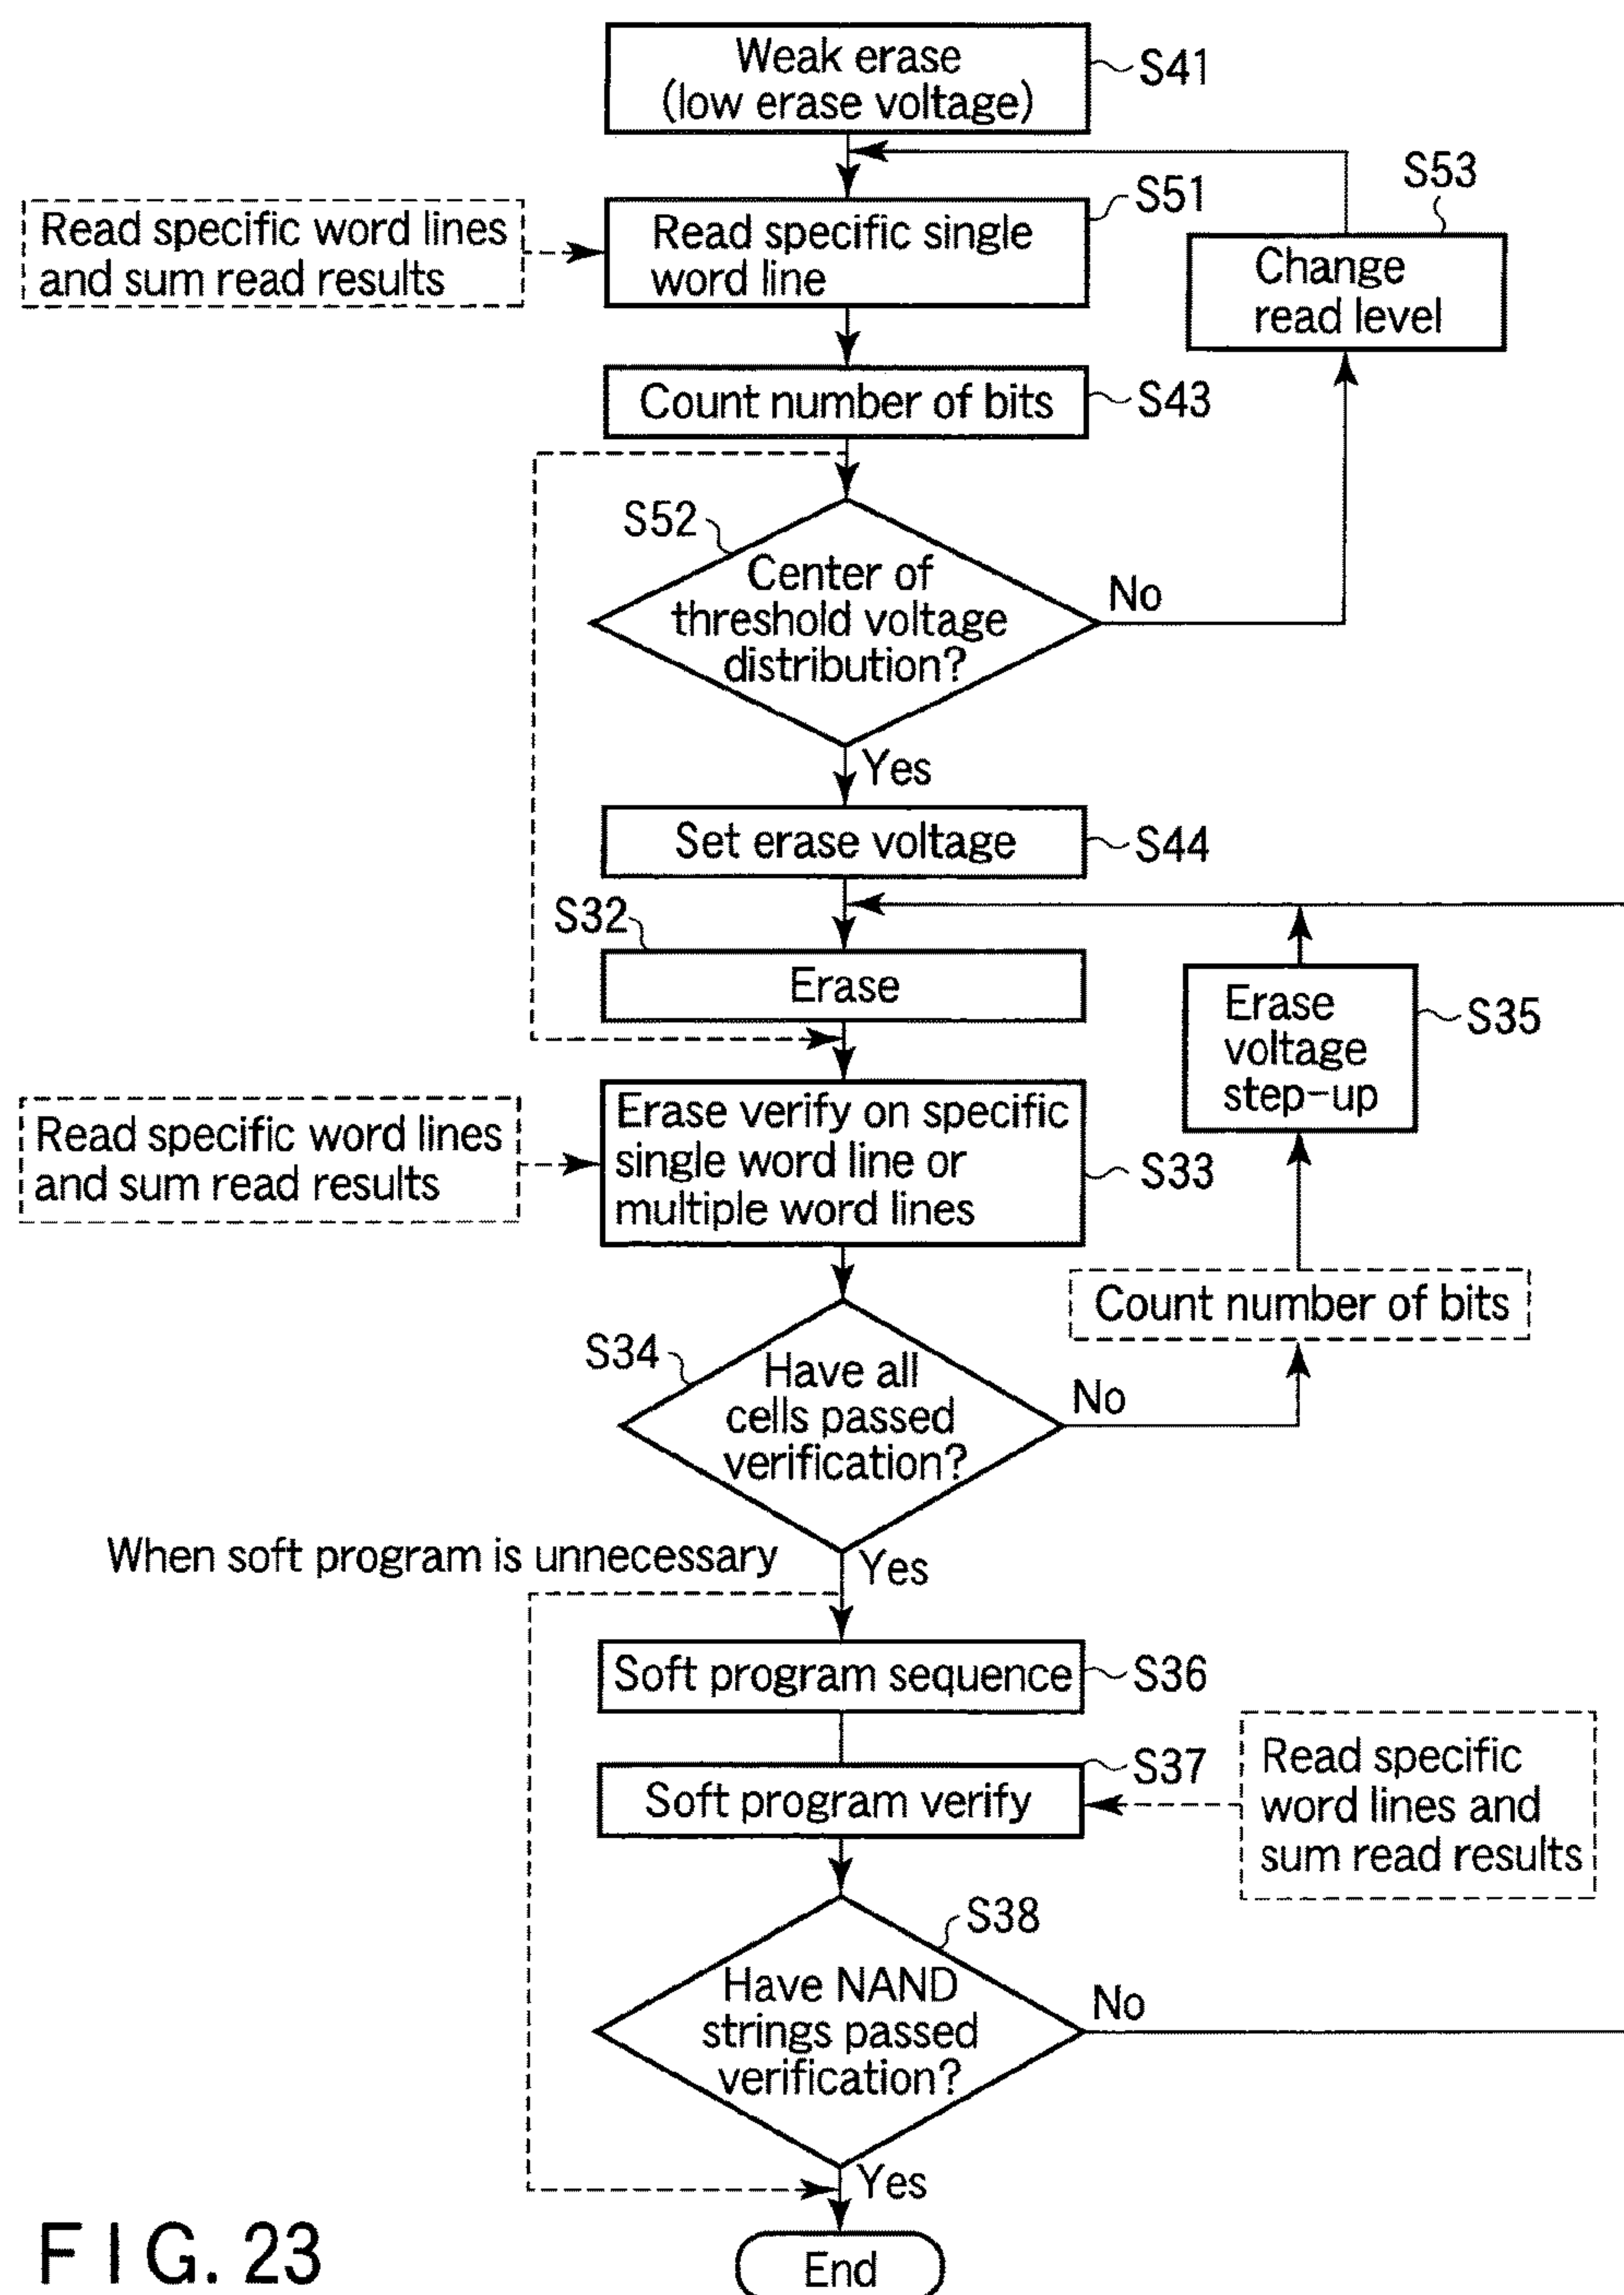 Weak erase
(low erase voltage)
S41
S53
S51
Read specific word lines
and sum read results
Read specific single
word line
Change
read level
Count number of bits
S43
S52
Center of
threshold voltage
distribution?
No
Yes
Set erase voltage
S44
S32
Erase
Erase
voltage
step-up
S35
Read specific word lines
and sum read results
Erase verify on specific
single word line or
multiple word lines
S33
Count number of bits
S34
Have all
cells passed
verification?
No
When soft program is unnecessary
Yes
Soft program sequence
S36
S37
Soft program verify
Read specific
word lines and
sum read results
S38
Have NAND
strings passed
verification?
No
Yes
End
FIG. 23